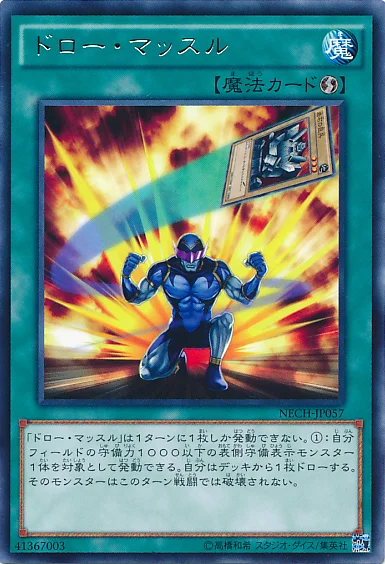 ドロー・マッスル
魔
【魔法カード】
NECH-JP057
「ドロー・マッスル」は1ターンに1枚しか発動できない。①:自分
フィールドの守備力1000以下の表側守備表示モンスター
1体を対象として発動できる。自分はデッキから1枚ドローする。
そのモンスターはこのターン戦闘では破壊されない。
41367003
©高橋和希 スタジオ・ダイス/集英社